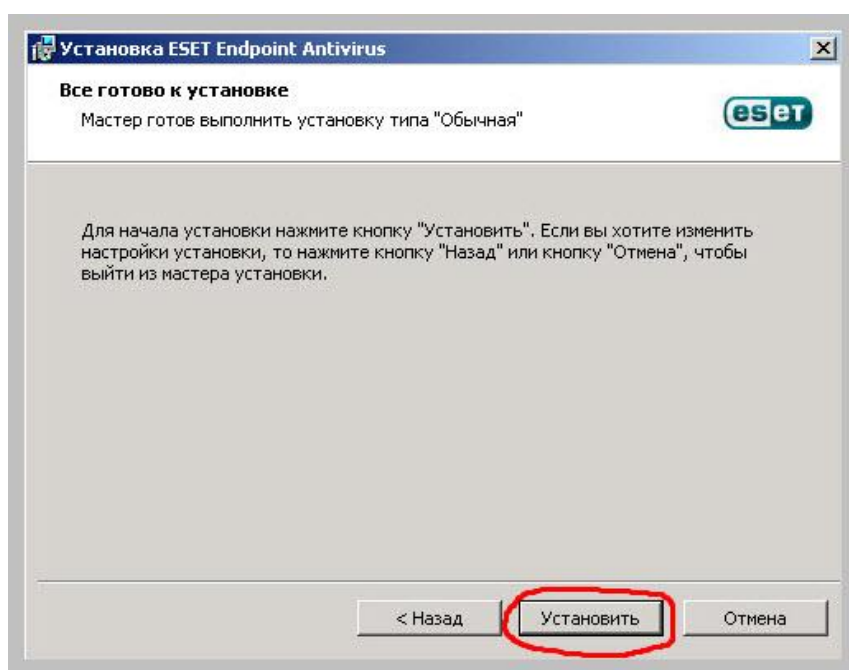 Установка ESET Endpoint Antivirus
Все готово к установке
Мастер готов выполнить установку типа "Обычная"
eset
Для начала установки нажмите кнопку "Установить". Если вы хотите изменить
настройки установки, то нажмите кнопку "Назад" или кнопку "Отмена", чтобы
выйти из мастера установки.
< Назад
Установить
Отмена